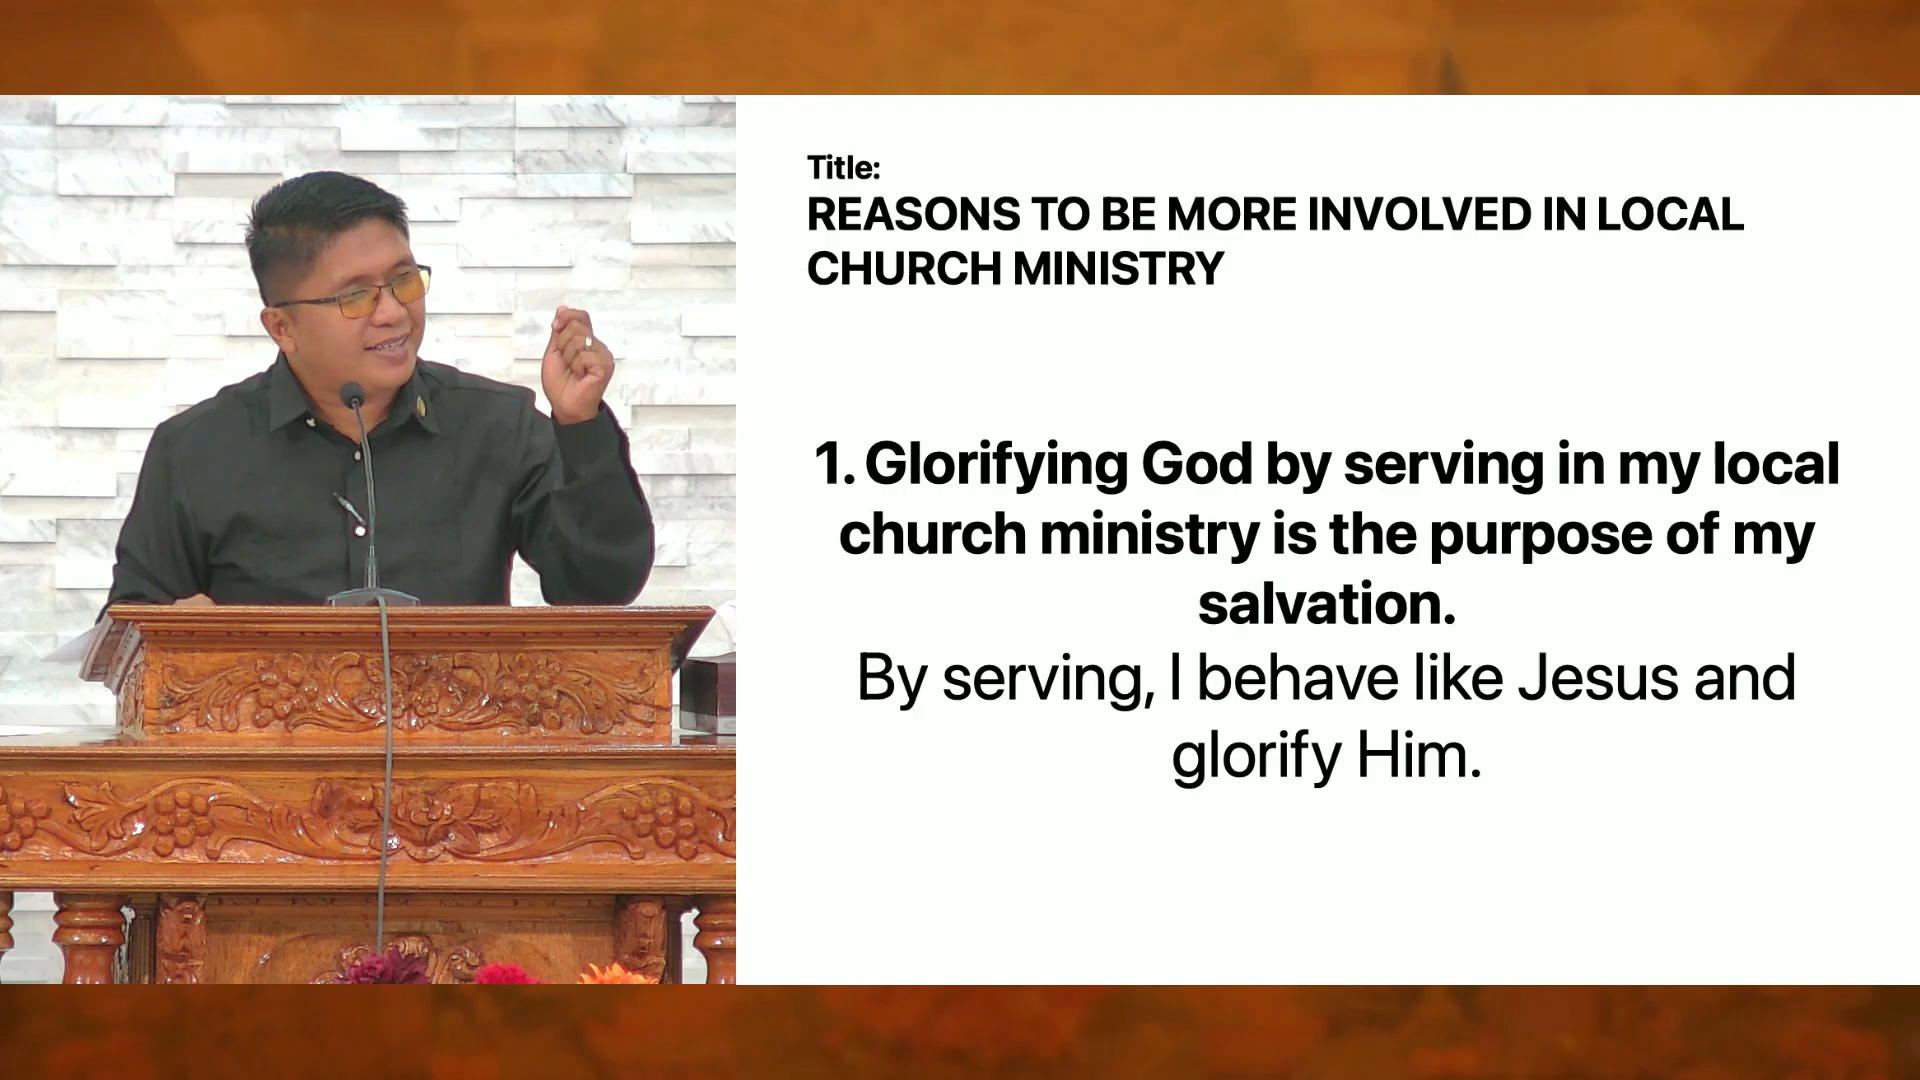 Title:
REASONS TO BE MORE INVOLVED IN LOCAL
CHURCH MINISTRY
1. Glorifying God by serving in my local
church ministry is the purpose of my
salvation.
By serving, I behave like Jesus and
glorify Him.